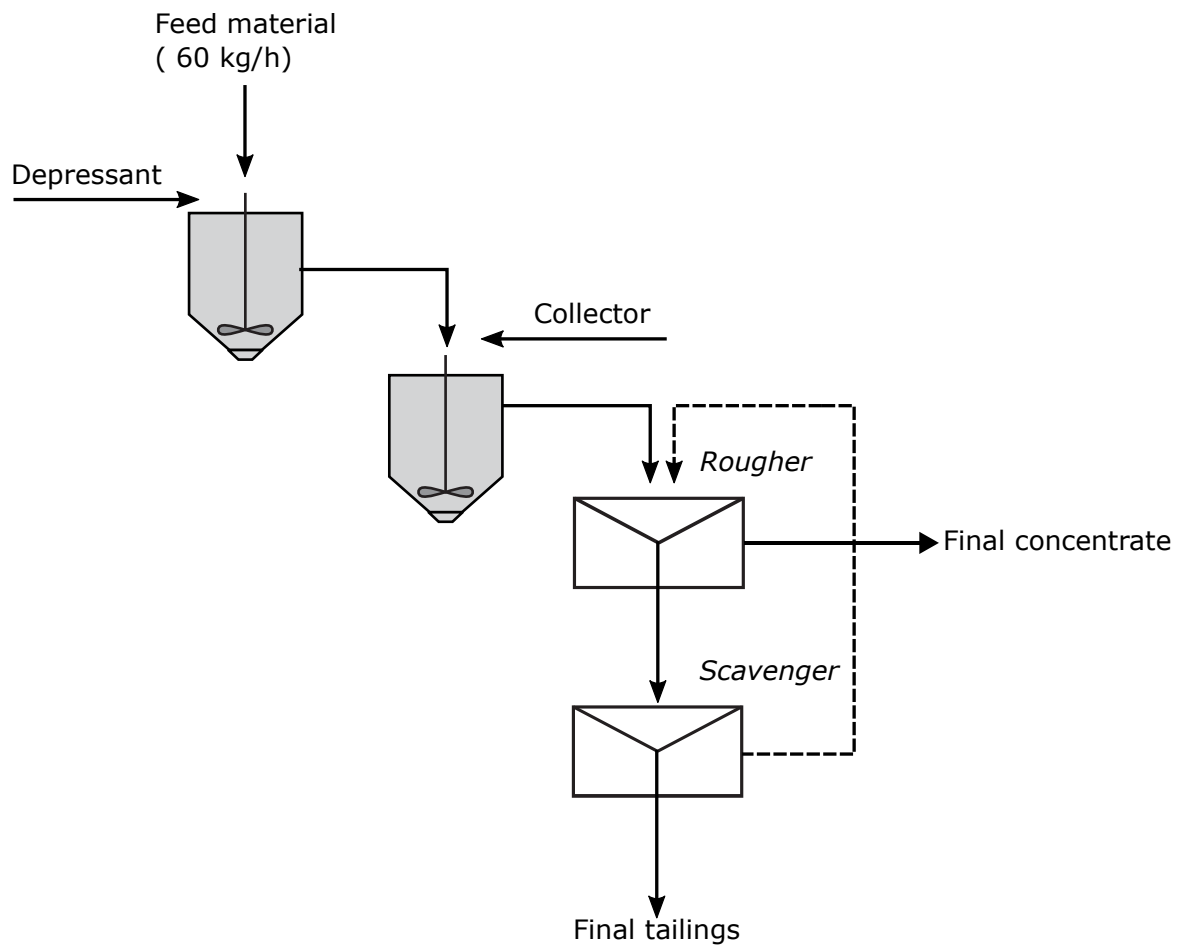 Feed material
( 60 kg/h)
Depressant
Collector
Rougher
Final concentrate
Scavenger
Final tailings